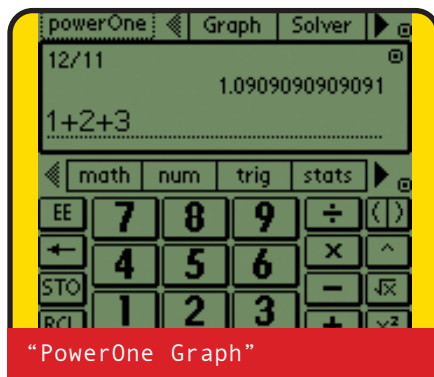 powerOne Graph Solver
12/11
1.0909090909091
1+2+3
math num trig stats
EE 7 8 9 ÷ ( )
← 4 5 6 x ^
STO − √x
RCL 1 2 3 + x²
"PowerOne Graph"